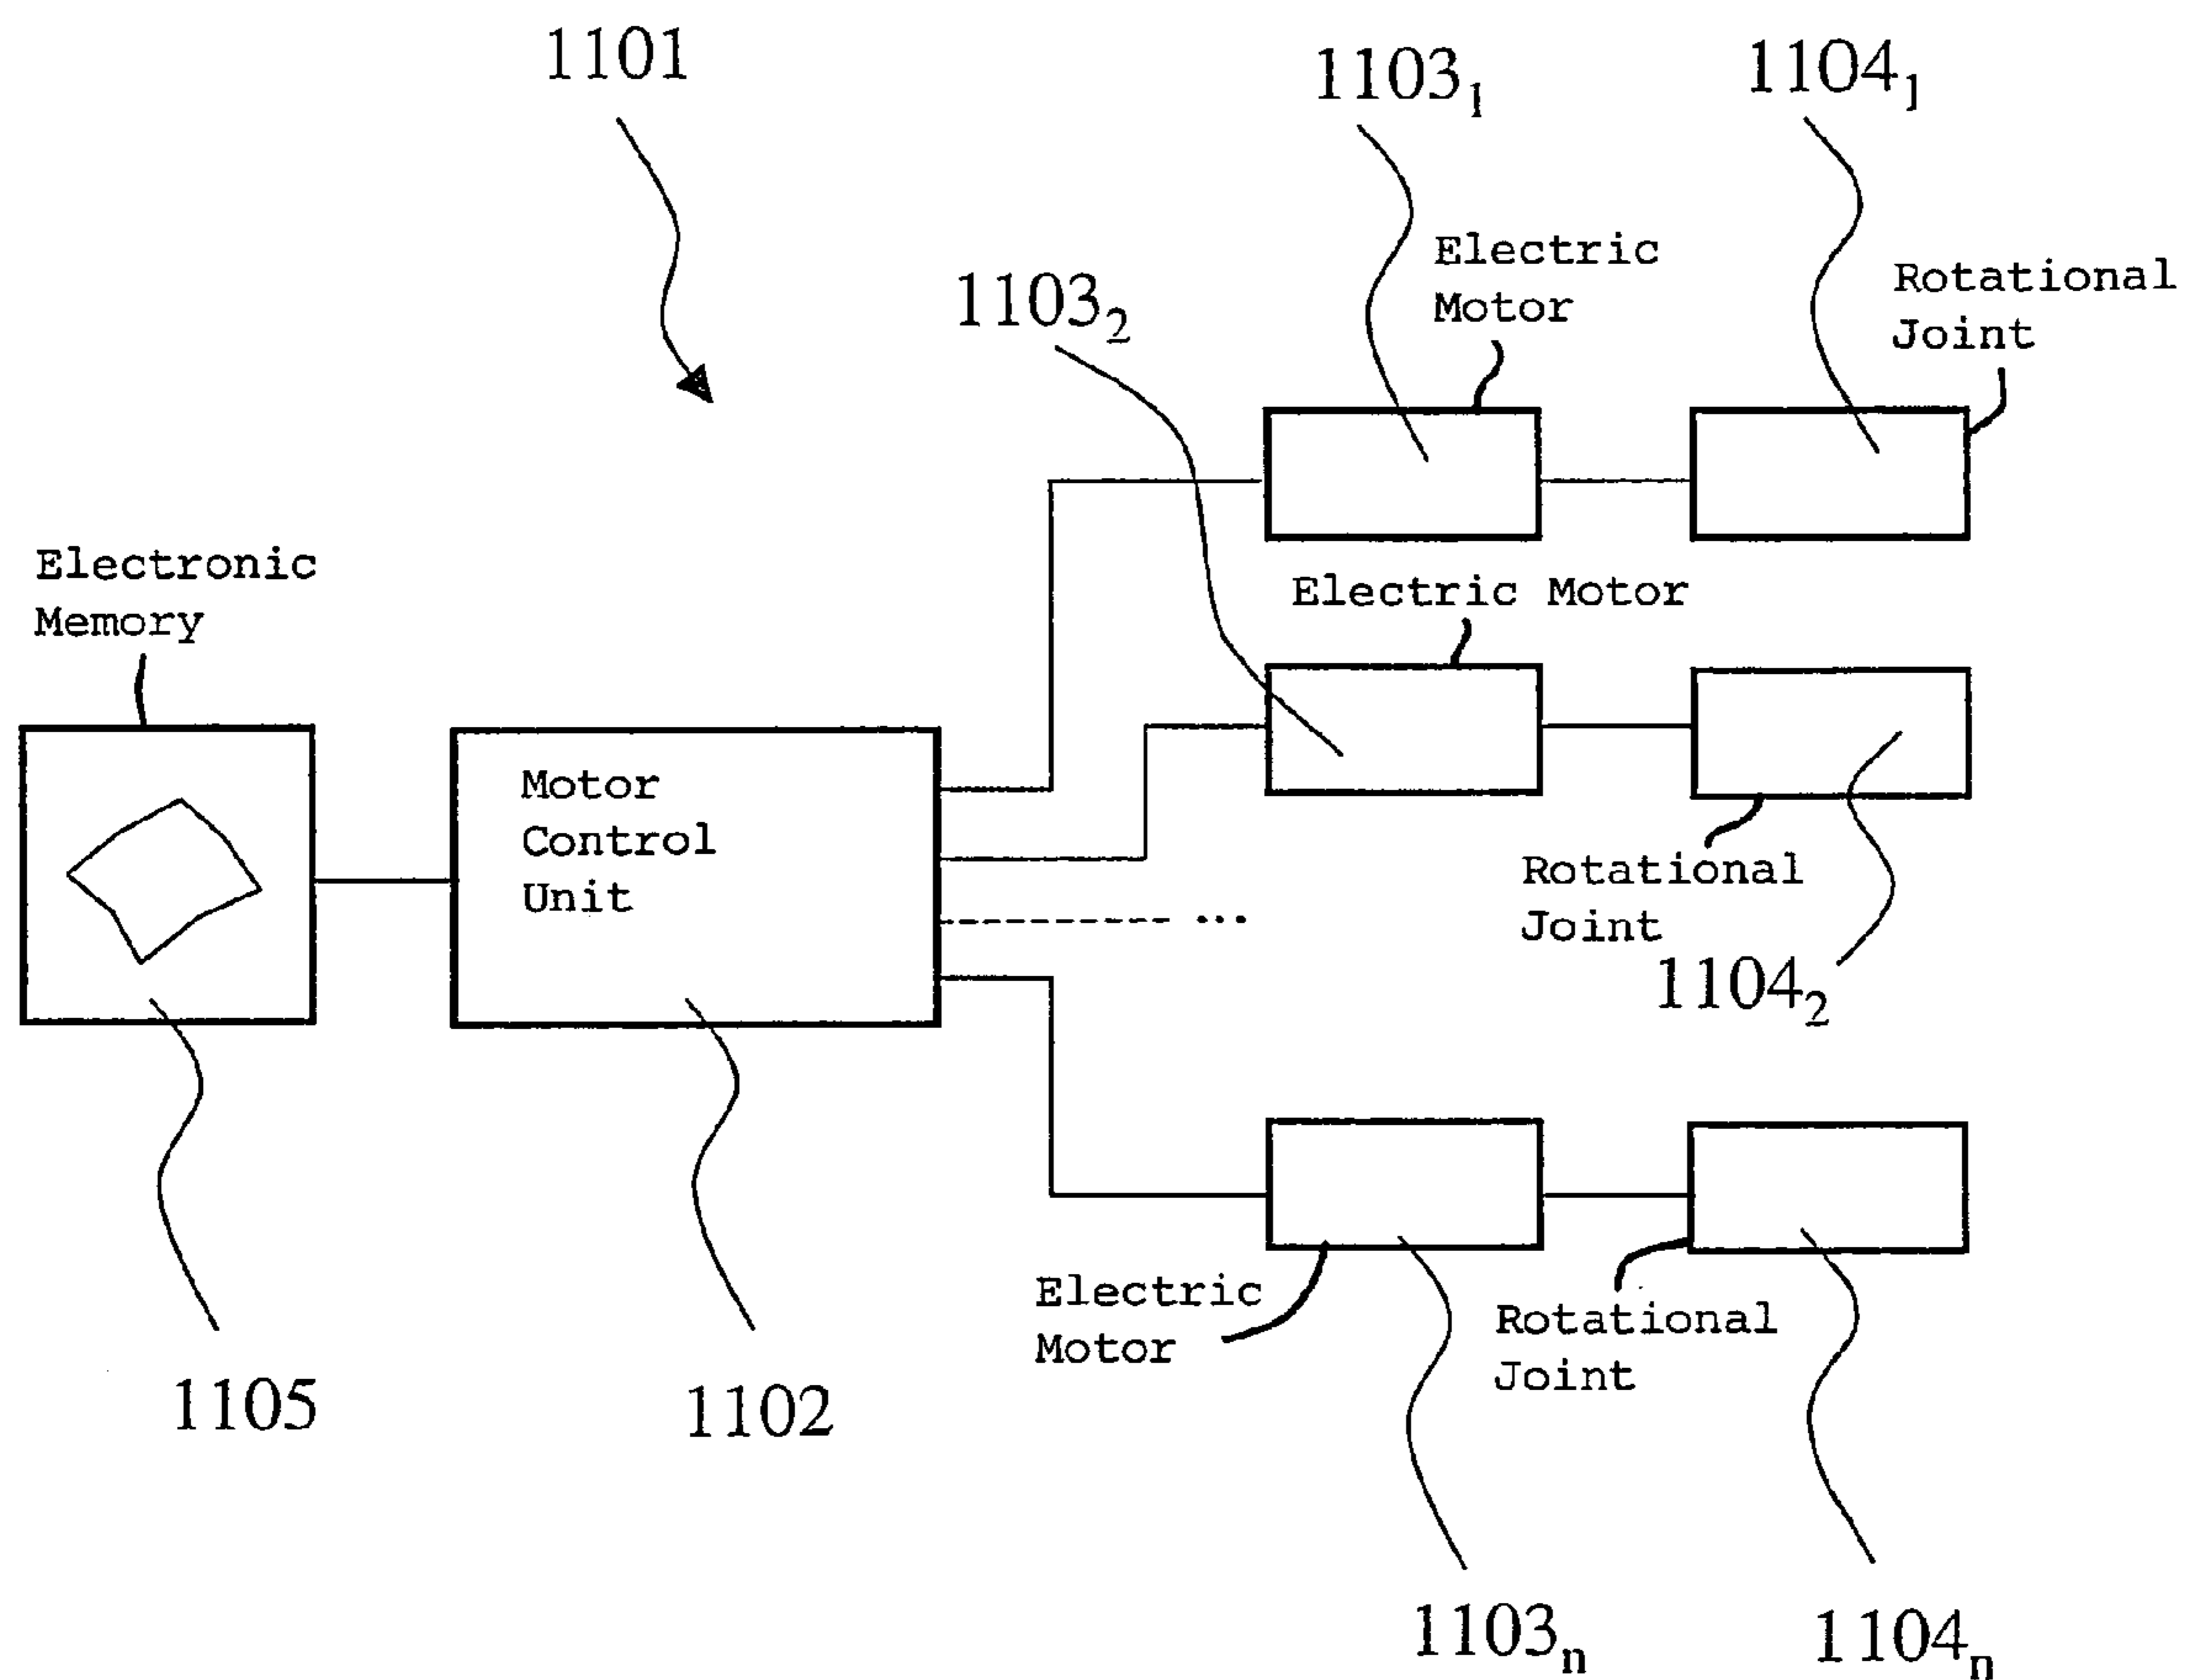 1101
1103₁
1104₁
Electric
Motor
Rotational
Joint
1103₂
Electronic
Memory
Electric Motor
Motor
Control
Unit
...
Rotational
Joint
1104₂
Electric
Motor
Rotational
Joint
1105
1102
1103ₙ
1104ₙ